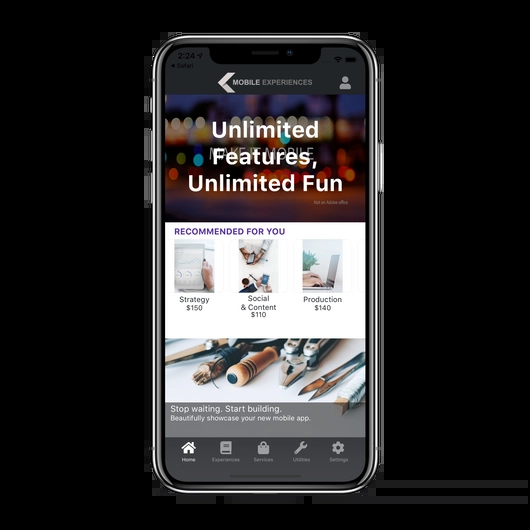 2:24
Safari
MOBILE EXPERIENCES
Unlimited
Features,
Unlimited Fun
MAKE IT MOBILE
Not an Adobe office
RECOMMENDED FOR YOU
Strategy
$150
Social
& Content
$110
Production
$140
Stop waiting. Start building.
Beautifully showcase your new mobile app.
Home
Experiences
Services
Utilities
Settings